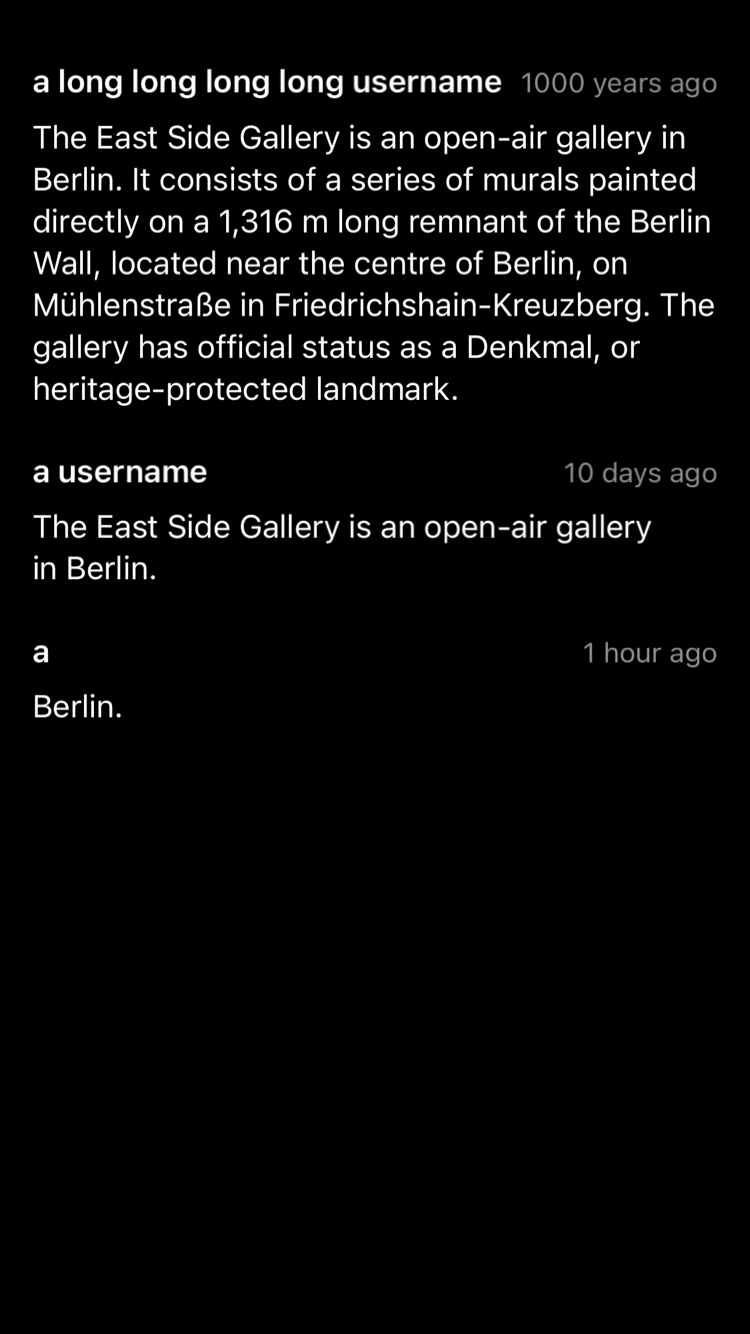 a long long long long username 1000 years ago
The East Side Gallery is an open-air gallery in
Berlin. It consists of a series of murals painted
directly on a 1,316 m long remnant of the Berlin
Wall, located near the centre of Berlin, on
Mühlenstraße in Friedrichshain-Kreuzberg. The
gallery has official status as a Denkmal, or
heritage-protected landmark.
a username 10 days ago
The East Side Gallery is an open-air gallery
in Berlin.
a 1 hour ago
Berlin.